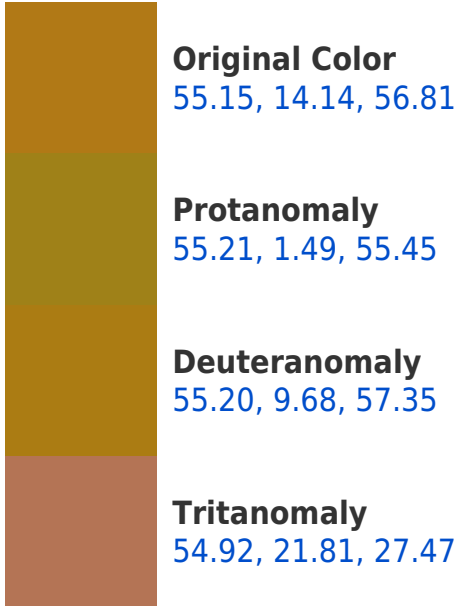 Original Color
55.15, 14.14, 56.81
Protanomaly
55.21, 1.49, 55.45
Deuteranomaly
55.20, 9.68, 57.35
Tritanomaly
54.92, 21.81, 27.47